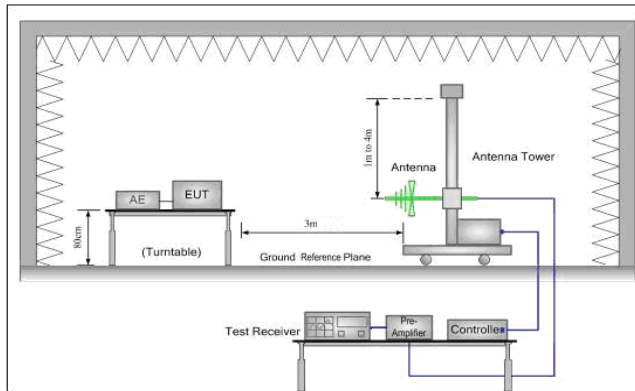 1m to 4m
Antenna
Antenna Tower
AE
EUT
80cm
(Turntable)
3m
Ground Reference Plane
Test Receiver
Pre-
Amplifier
Controller